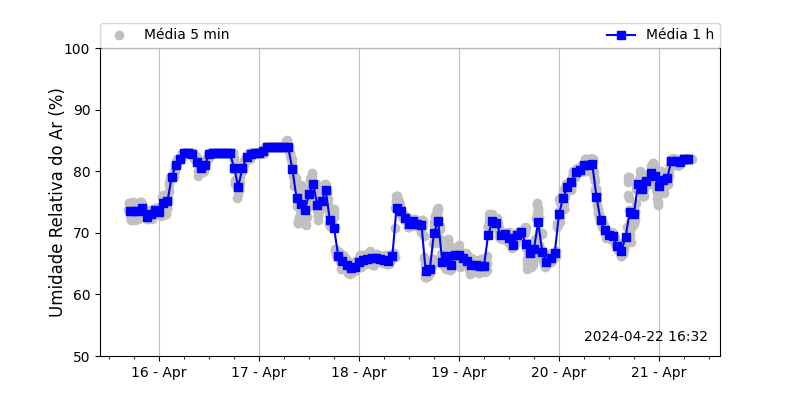 Média 5 min
Média 1 h
Umidade Relativa do Ar (%)
100
90
80
70
60
50
2024-04-22 16:32
16 - Apr
17 - Apr
18 - Apr
19 - Apr
20 - Apr
21 - Apr